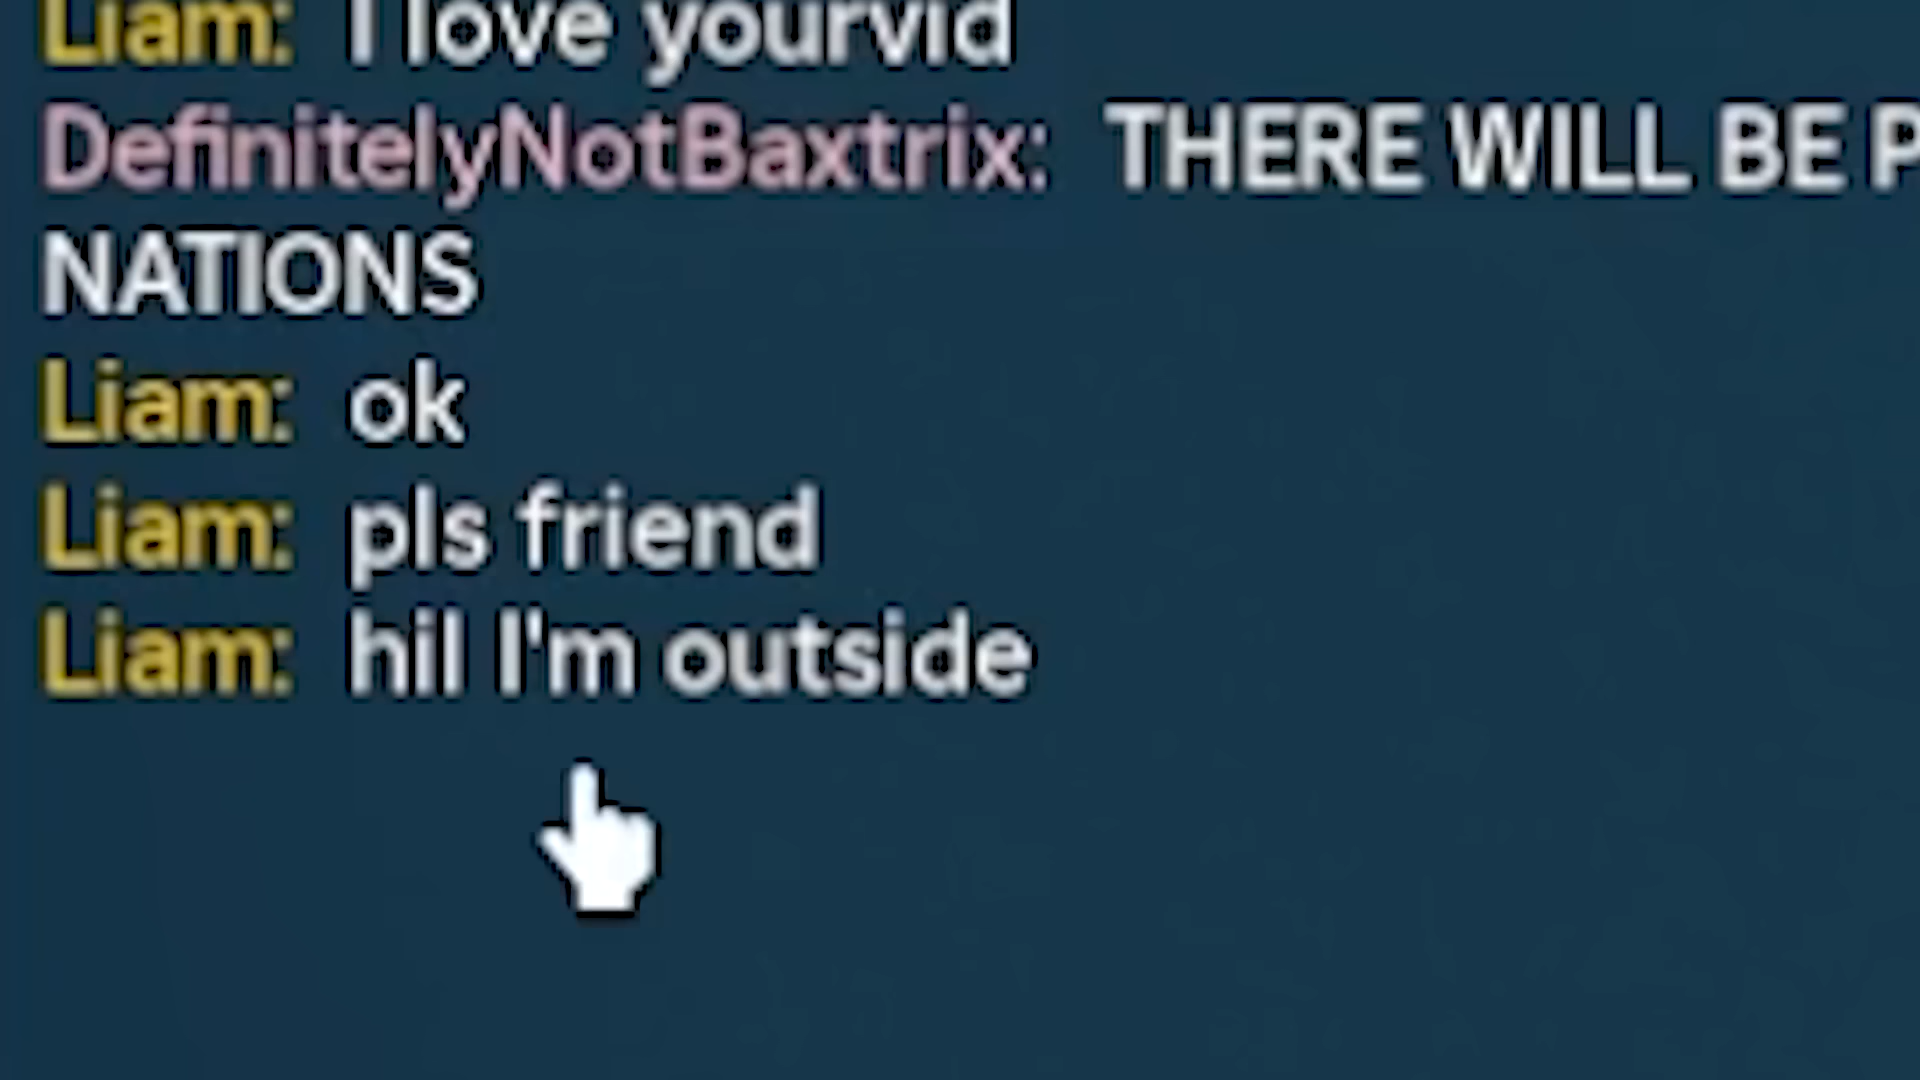 Liam: I love yourvid
DefinitelyNotBaxtrix: THERE WILL BE P
NATIONS
Liam: ok
Liam: pls friend
Liam: hil I'm outside